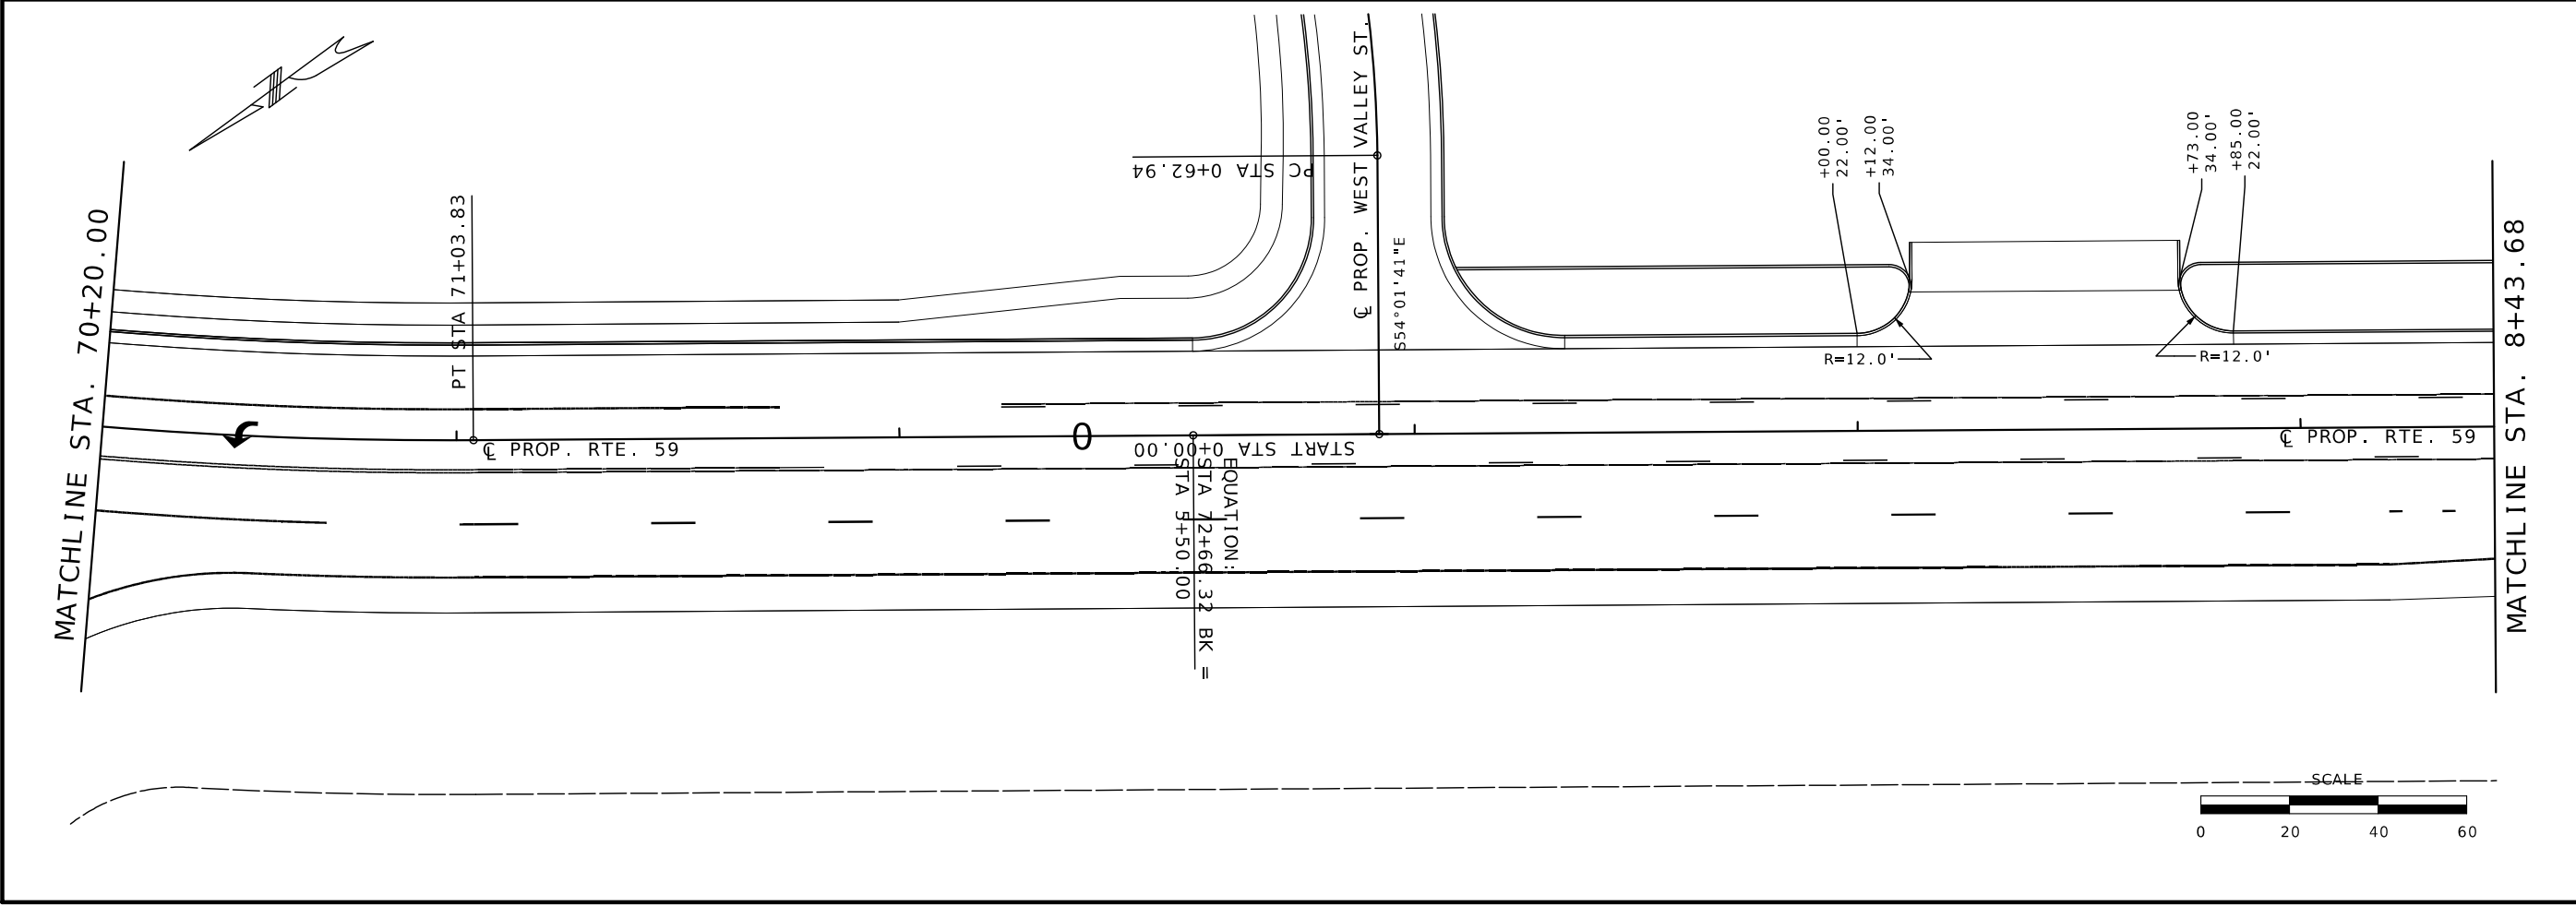 MATCHLINE STA. 70+20.00
PT STA 71+03.83
℄ PROP. RTE. 59
0
PC STA 0+62.94
℄ PROP. WEST VALLEY ST.
S54°01'41"E
START STA 0+00.00
EQUATION:
STA 72+66.32 BK =
STA 5+50.00
+00.00
22.00'
+12.00
34.00'
R=12.0'
+73.00
34.00'
+85.00
22.00'
R=12.0'
℄ PROP. RTE. 59
MATCHLINE STA. 8+43.68
SCALE
0 20 40 60